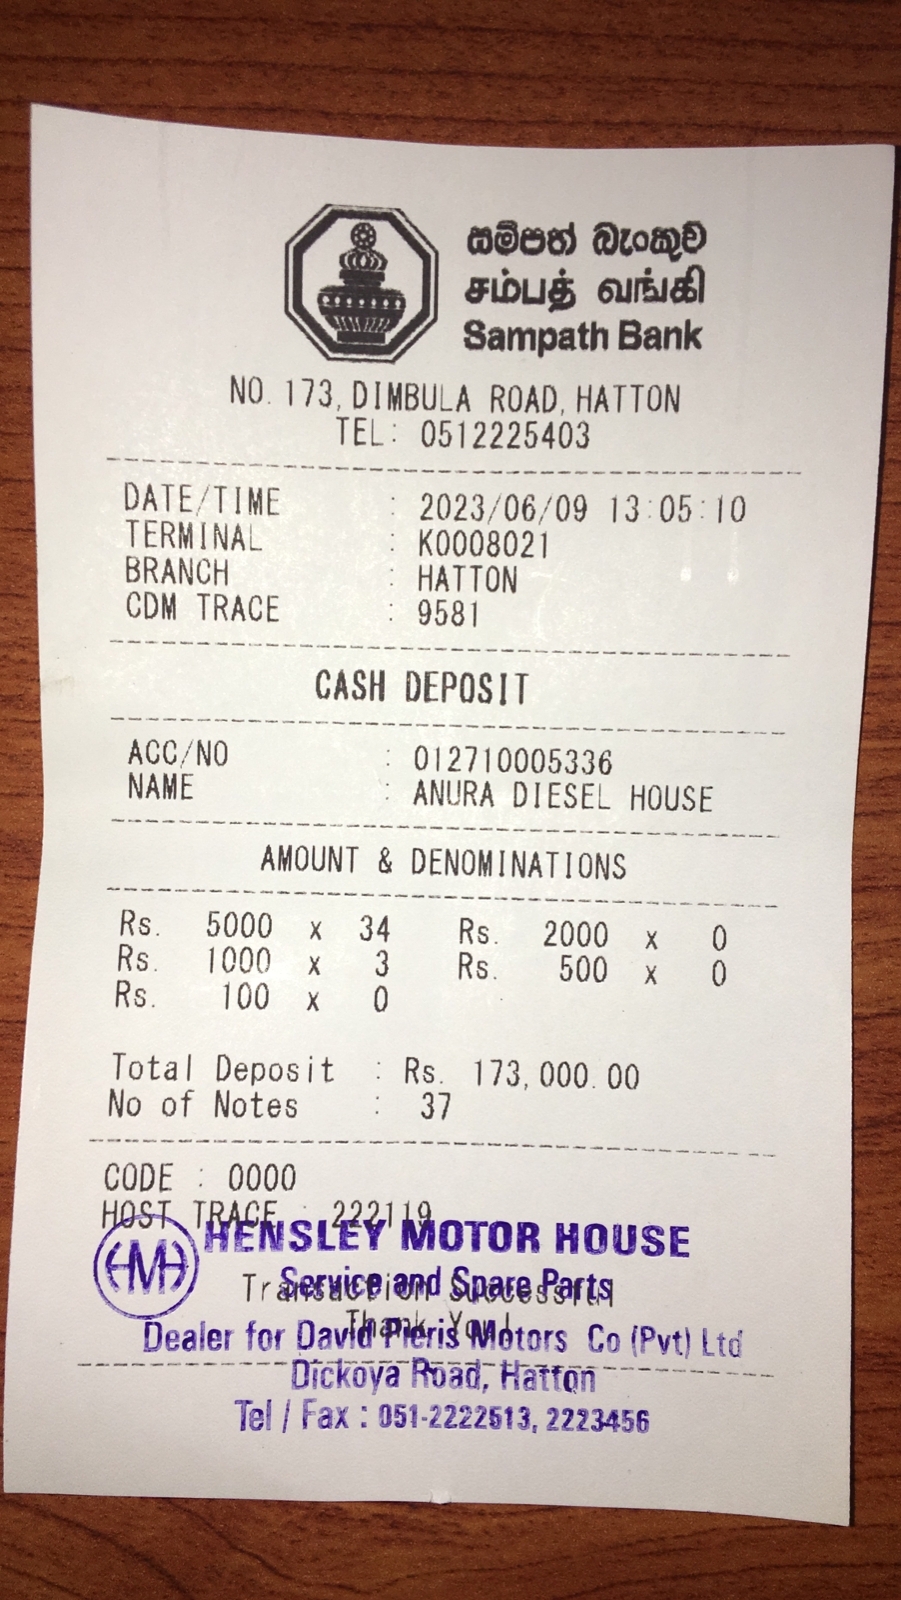 සම්පත් බැංකුව
சம்பத் வங்கி
Sampath Bank
NO. 173, DIMBULA ROAD, HATTON
TEL: 0512225403
DATE/TIME : 2023/06/09 13:05:10
TERMINAL : K0008021
BRANCH : HATTON
CDM TRACE : 9581
CASH DEPOSIT
ACC/NO : 012710005336
NAME : ANURA DIESEL HOUSE
AMOUNT & DENOMINATIONS
Rs. 5000 x 34 Rs. 2000 x 0
Rs. 1000 x 3 Rs. 500 x 0
Rs. 100 x 0
Total Deposit : Rs. 173,000.00
No of Notes : 37
CODE : 0000
HOST TRACE : 222119
HMH HENSLEY MOTOR HOUSE
Transaction Successful
Service and Spare Parts
Thank You!
Dealer for David Pieris Motors Co (Pvt) Ltd
Dickoya Road, Hatton
Tel / Fax : 051-2222513, 2223456